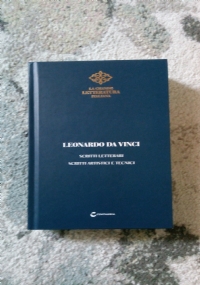 LA GRANDE
LETTERATURA
ITALIANA
LEONARDO DA VINCI
SCRITTI LETTERARI
SCRITTI ARTISTICI E TECNICI